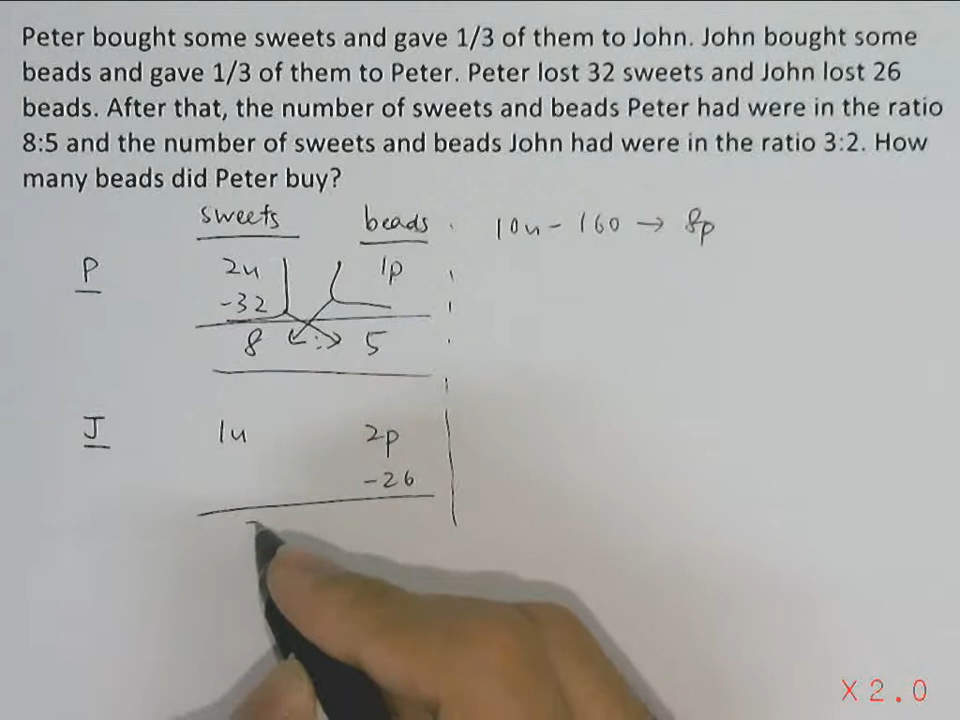 Peter bought some sweets and gave 1/3 of them to John. John bought some
beads and gave 1/3 of them to Peter. Peter lost 32 sweets and John lost 26
beads. After that, the number of sweets and beads Peter had were in the ratio
8:5 and the number of sweets and beads John had were in the ratio 3:2. How
many beads did Peter buy?
sweets beads 10u - 160 → 8p
P 2u 1p
-32
8 : 5
J 1u 2p
-26
X2.0